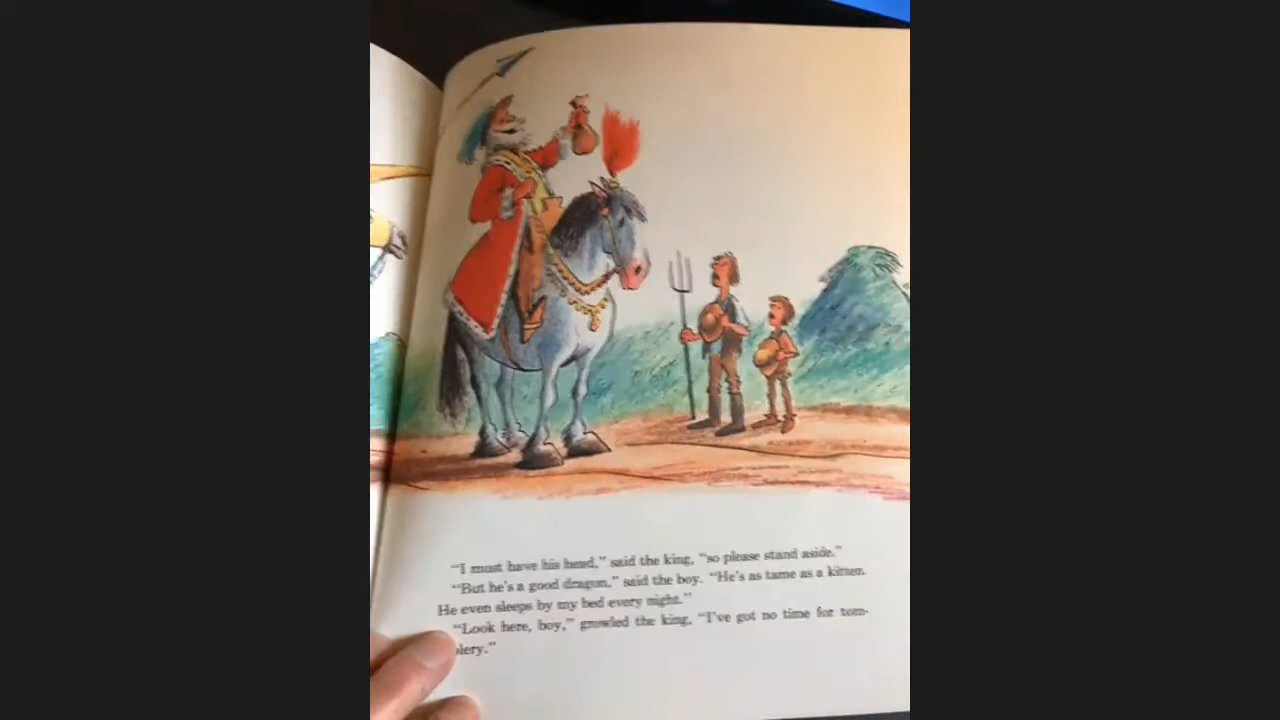 "I must have his head," said the king, "so please stand aside."
"But he's a good dragon," said the boy. "He's as tame as a kitten.
He even sleeps by my bed every night."
"Look here, boy," growled the king, "I've got no time for tom-
olery."